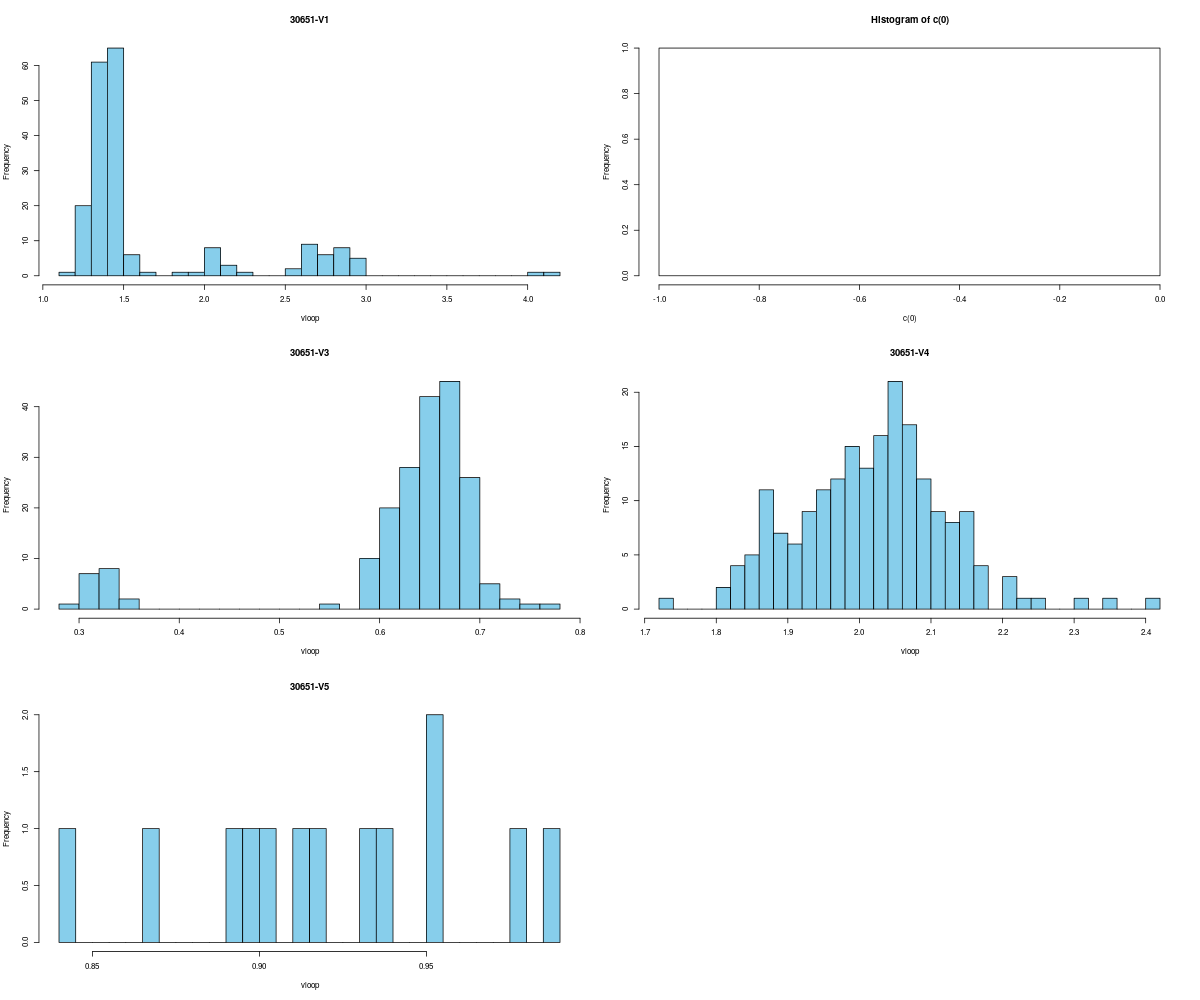 30651-V1
Frequency
0 10 20 30 40 50 60
1.0 1.5 2.0 2.5 3.0 3.5 4.0
vloop
Histogram of c(0)
Frequency
0.0 0.2 0.4 0.6 0.8 1.0
-1.0 -0.8 -0.6 -0.4 -0.2 0.0
c(0)
30651-V3
Frequency
0 10 20 30 40
0.3 0.4 0.5 0.6 0.7 0.8
vloop
30651-V4
Frequency
0 5 10 15 20
1.7 1.8 1.9 2.0 2.1 2.2 2.3 2.4
vloop
30651-V5
Frequency
0.0 0.5 1.0 1.5 2.0
0.85 0.90 0.95
vloop